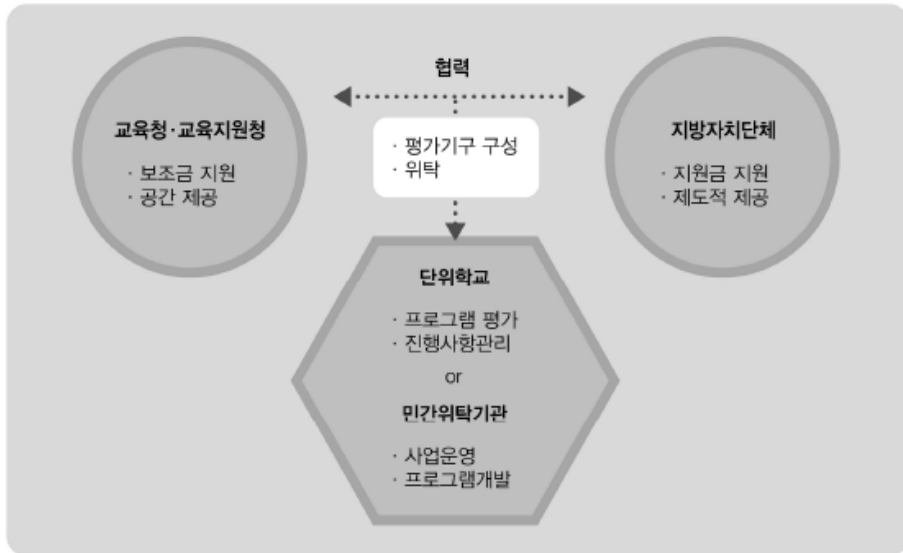 협력
교육청·교육지원청
· 보조금 지원
· 공간 제공
· 평가기구 구성
· 위탁
지방자치단체
· 지원금 지원
· 제도적 제공
단위학교
· 프로그램 평가
· 진행사항관리
or
민간위탁기관
· 사업운영
· 프로그램개발